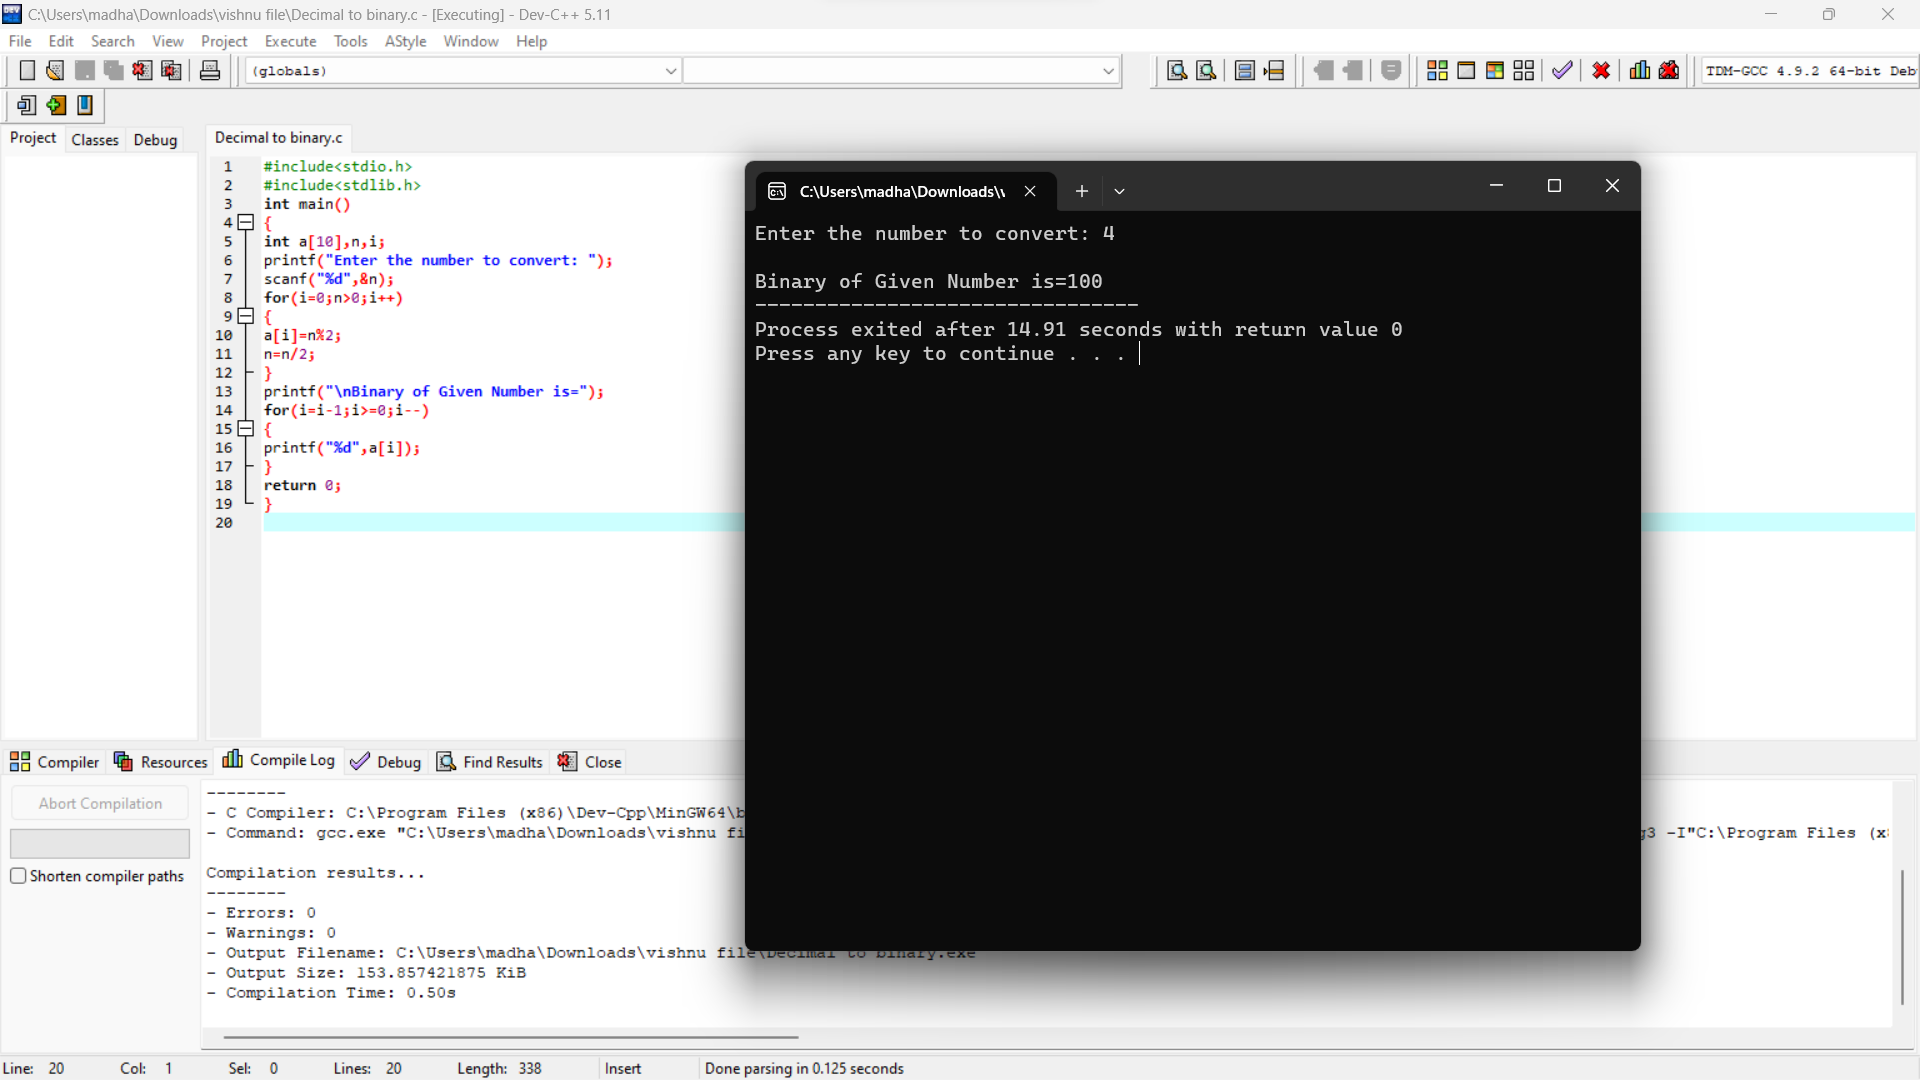 C:\Users\madha\Downloads\vishnu file\Decimal to binary.c - [Executing] - Dev-C++ 5.11
File Edit Search View Project Execute Tools AStyle Window Help
(globals)
TDM-GCC 4.9.2 64-bit Deb
Project Classes Debug
Decimal to binary.c
1 #include<stdio.h>
2 #include<stdlib.h>
3 int main()
4 {
5 int a[10],n,i;
6 printf("Enter the number to convert: ");
7 scanf("%d",&n);
8 for(i=0;n>0;i++)
9 {
10 a[i]=n%2;
11 n=n/2;
12 }
13 printf("\nBinary of Given Number is=");
14 for(i=i-1;i>=0;i--)
15 {
16 printf("%d",a[i]);
17 }
18 return 0;
19 }
20
C:\Users\madha\Downloads\
Enter the number to convert: 4
Binary of Given Number is=100
--------------------------------
Process exited after 14.91 seconds with return value 0
Press any key to continue . . .
Compiler Resources Compile Log Debug Find Results Close
Abort Compilation
Shorten compiler paths
--------
- C Compiler: C:\Program Files (x86)\Dev-Cpp\MinGW64\b
- Command: gcc.exe "C:\Users\madha\Downloads\vishnu fi g3 -I"C:\Program Files (x
Compilation results...
--------
- Errors: 0
- Warnings: 0
- Output Filename: C:\Users\madha\Downloads\vishnu file\Decimal to binary.exe
- Output Size: 153.857421875 KiB
- Compilation Time: 0.50s
Line: 20 Col: 1 Sel: 0 Lines: 20 Length: 338 Insert Done parsing in 0.125 seconds